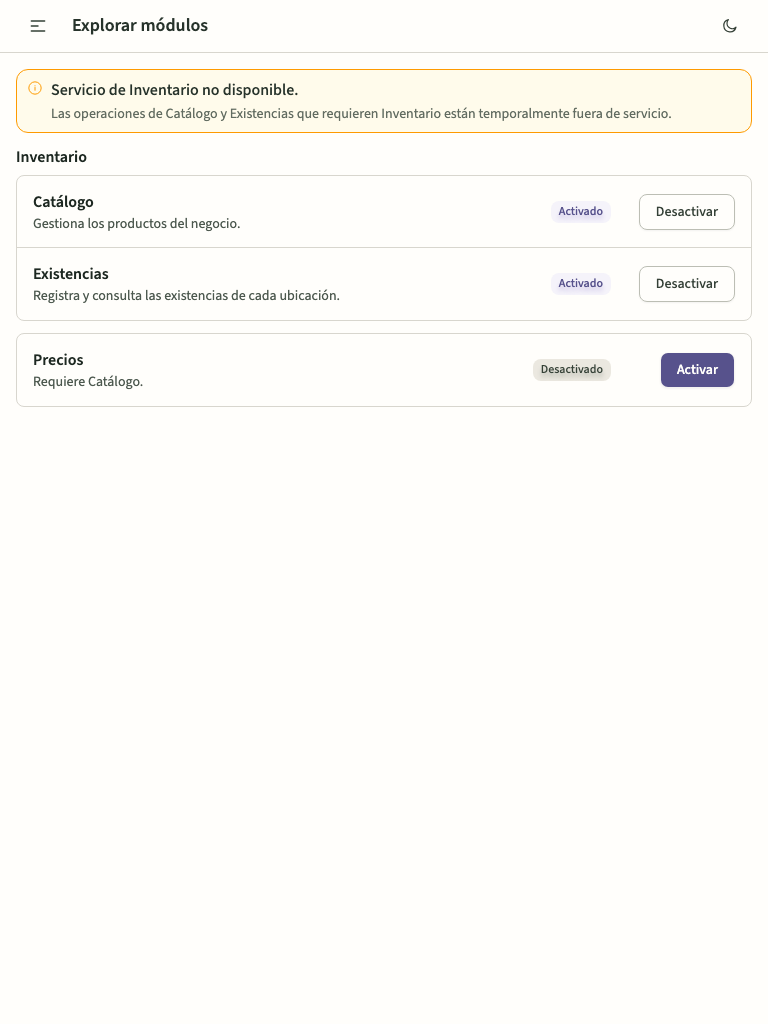 Explorar módulos
Servicio de Inventario no disponible.
Las operaciones de Catálogo y Existencias que requieren Inventario están temporalmente fuera de servicio.
Inventario
Catálogo
Gestiona los productos del negocio.
Activado
Desactivar
Existencias
Registra y consulta las existencias de cada ubicación.
Activado
Desactivar
Precios
Requiere Catálogo.
Desactivado
Activar